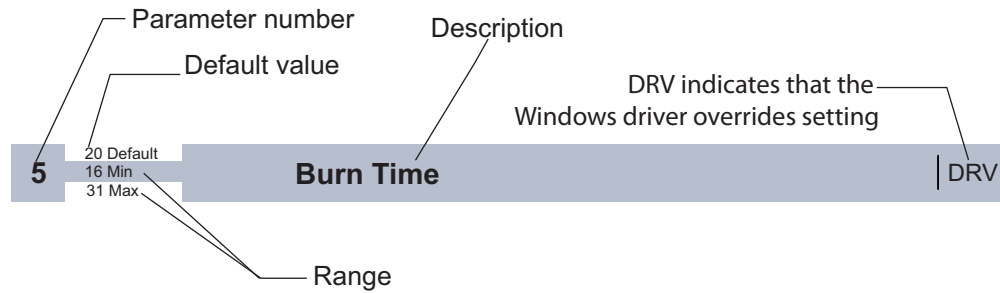 Parameter number
Description
Default value
DRV indicates that the
Windows driver overrides setting
5
20 Default
16 Min
31 Max
Burn Time
DRV
Range